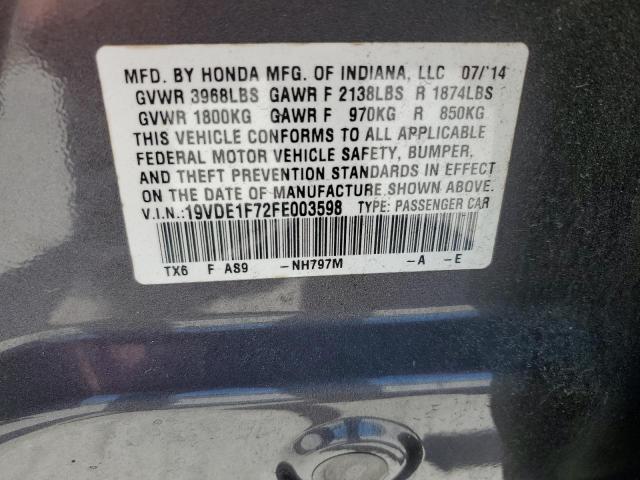 MFD. BY HONDA MFG. OF INDIANA, LLC 07/'14
GVWR 3968LBS GAWR F 2138LBS R 1874LBS
GVWR 1800KG GAWR F 970KG R 850KG
THIS VEHICLE CONFORMS TO ALL APPLICABLE
FEDERAL MOTOR VEHICLE SAFETY, BUMPER,
AND THEFT PREVENTION STANDARDS IN EFFECT
ON THE DATE OF MANUFACTURE SHOWN ABOVE.
V.I.N.:19VDE1F72FE003598 TYPE: PASSENGER CAR
TX6 F AS9 -NH797M -A -E